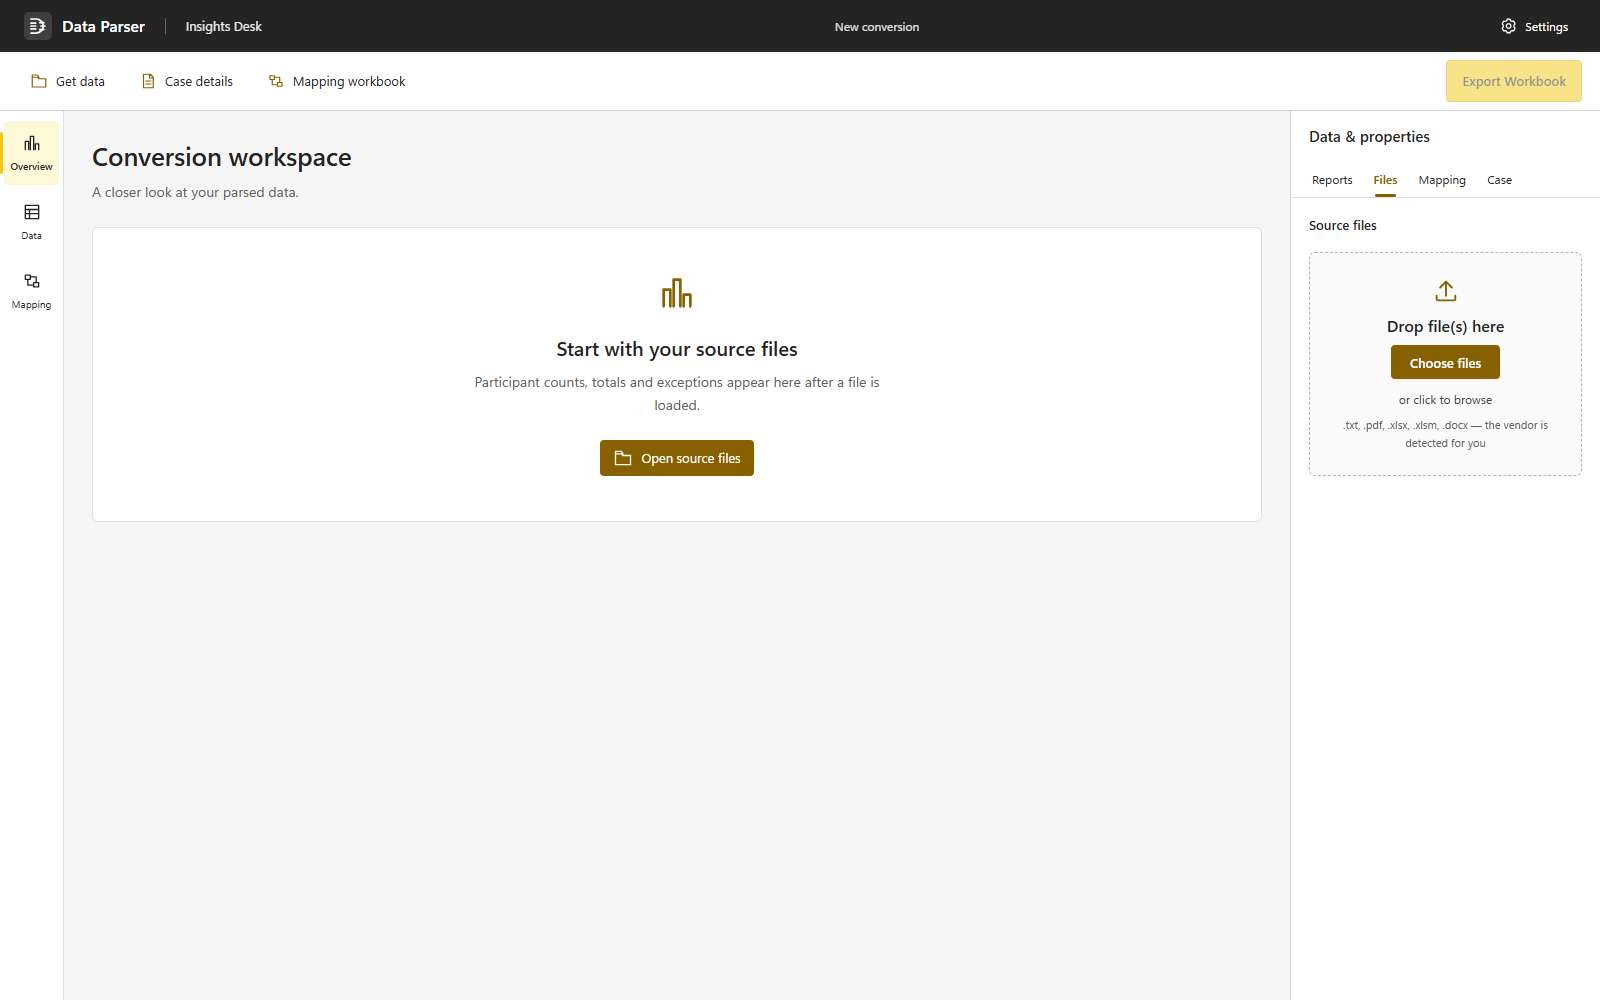 Data Parser
Insights Desk
New conversion
Settings
Get data
Case details
Mapping workbook
Export Workbook
Overview
Data
Mapping
Conversion workspace
A closer look at your parsed data.
Start with your source files
Participant counts, totals and exceptions appear here after a file is
loaded.
Open source files
Data & properties
Reports
Files
Mapping
Case
Source files
Drop file(s) here
Choose files
or click to browse
.txt, .pdf, .xlsx, .xlsm, .docx — the vendor is
detected for you